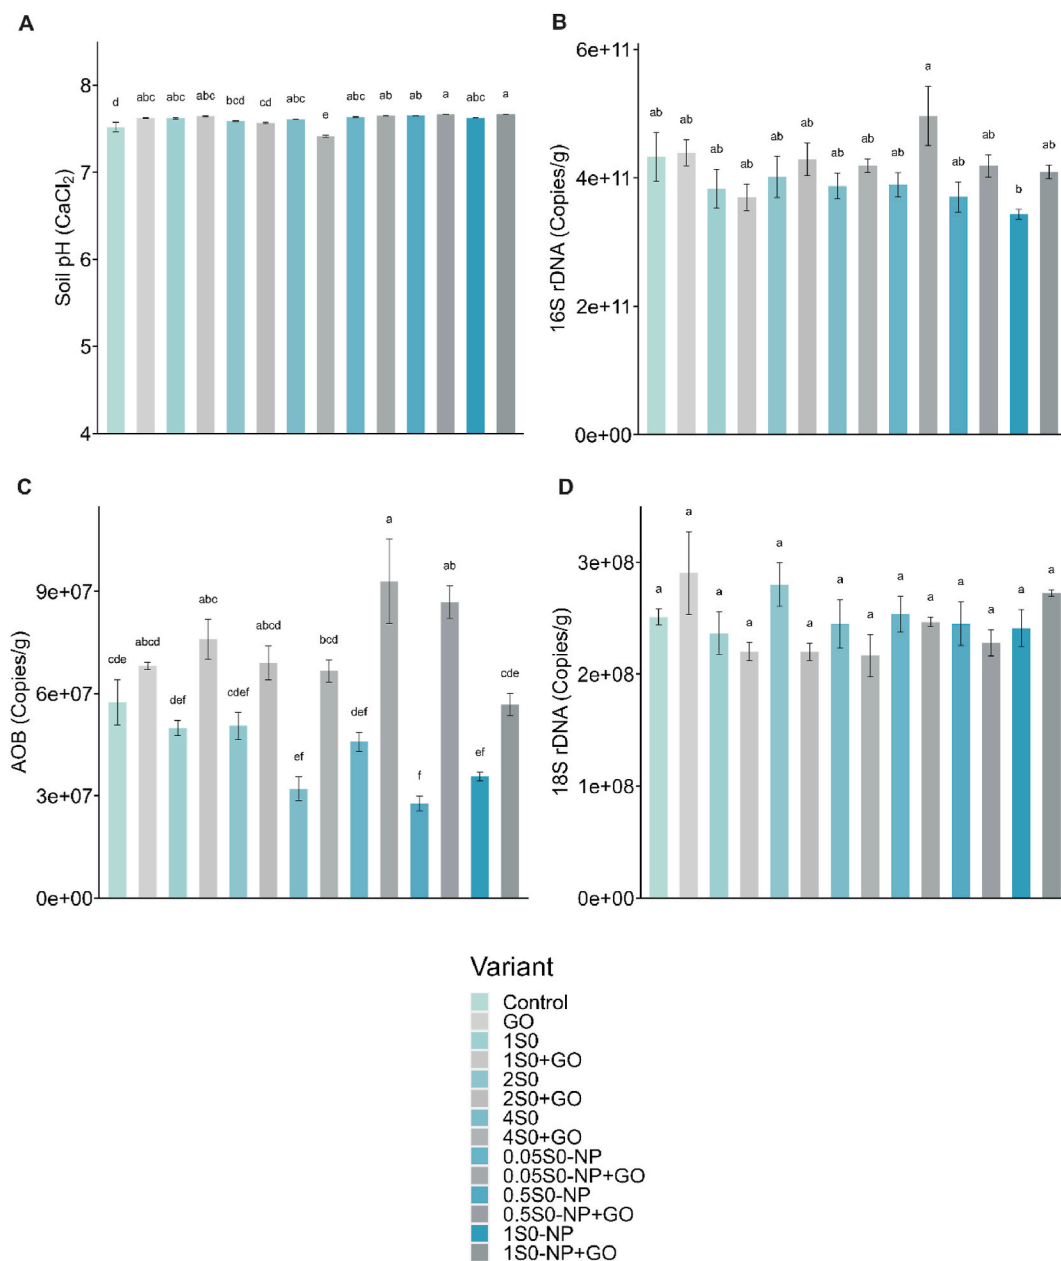 A
8
7
6
5
4
Soil pH (CaCl₂)
d abc abc abc bcd cd abc e abc ab ab a abc a
B
6e+11
4e+11
2e+11
0e+00
16S rDNA (Copies/g)
ab ab ab ab ab ab ab ab ab a ab ab b ab
C
9e+07
6e+07
3e+07
0e+00
AOB (Copies/g)
cde abcd def abc cdef abcd ef bcd def a f ab ef cde
D
3e+08
2e+08
1e+08
0e+00
18S rDNA (Copies/g)
a a a a a a a a a a a a a a
Variant
Control
GO
1S0
1S0+GO
2S0
2S0+GO
4S0
4S0+GO
0.05S0-NP
0.05S0-NP+GO
0.5S0-NP
0.5S0-NP+GO
1S0-NP
1S0-NP+GO